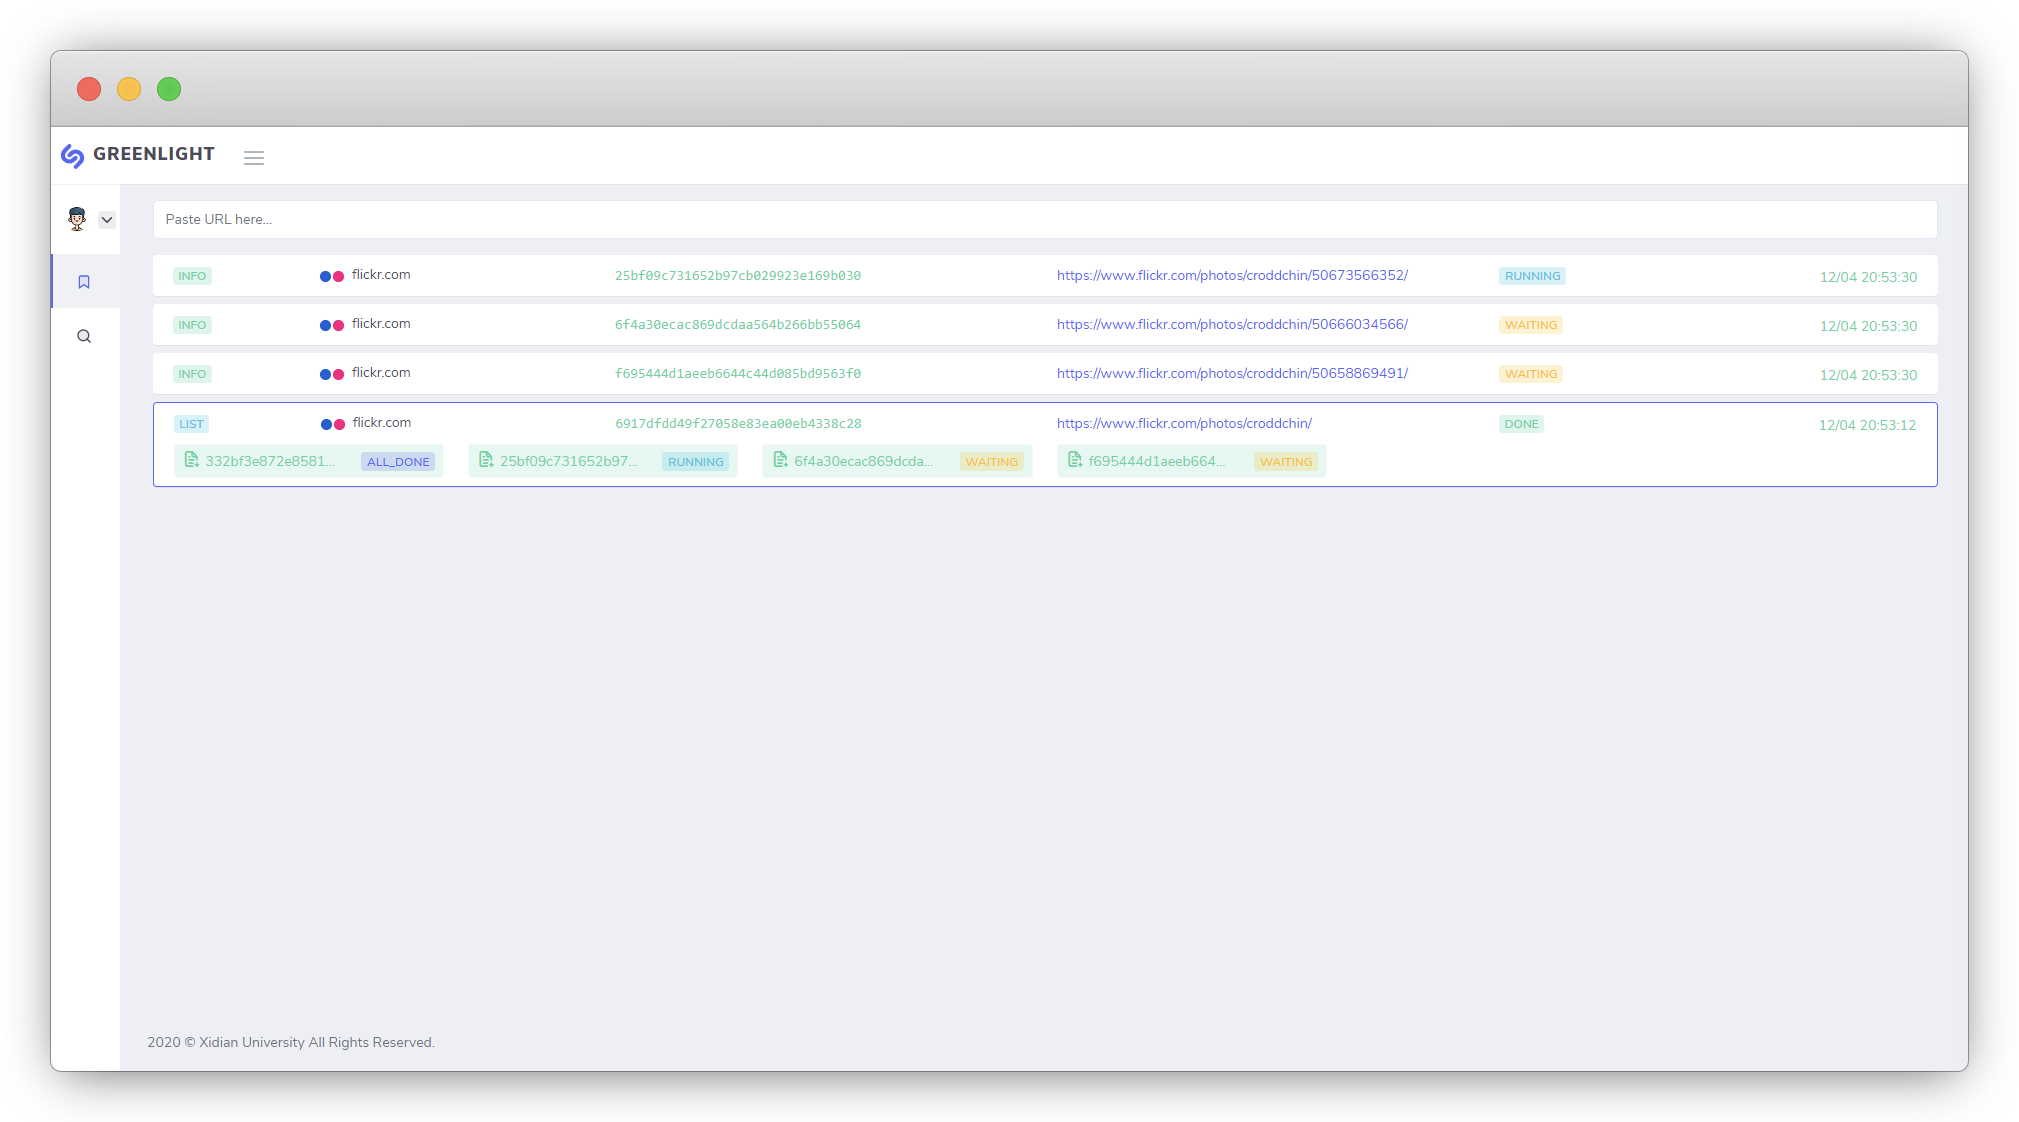 GREENLIGHT
Paste URL here...
INFO flickr.com 25bf09c731652b97cb029923e169b030 https://www.flickr.com/photos/croddchin/50673566352/ RUNNING 12/04 20:53:30
INFO flickr.com 6f4a30ecac869dcdaa564b266bb55064 https://www.flickr.com/photos/croddchin/50666034566/ WAITING 12/04 20:53:30
INFO flickr.com f695444d1aeeb6644c44d085bd9563f0 https://www.flickr.com/photos/croddchin/50658869491/ WAITING 12/04 20:53:30
LIST flickr.com 6917dfdd49f27058e83ea00eb4338c28 https://www.flickr.com/photos/croddchin/ DONE 12/04 20:53:12
332bf3e872e8581... ALL_DONE 25bf09c731652b97... RUNNING 6f4a30ecac869dcda... WAITING f695444d1aeeb664... WAITING
2020 © Xidian University All Rights Reserved.